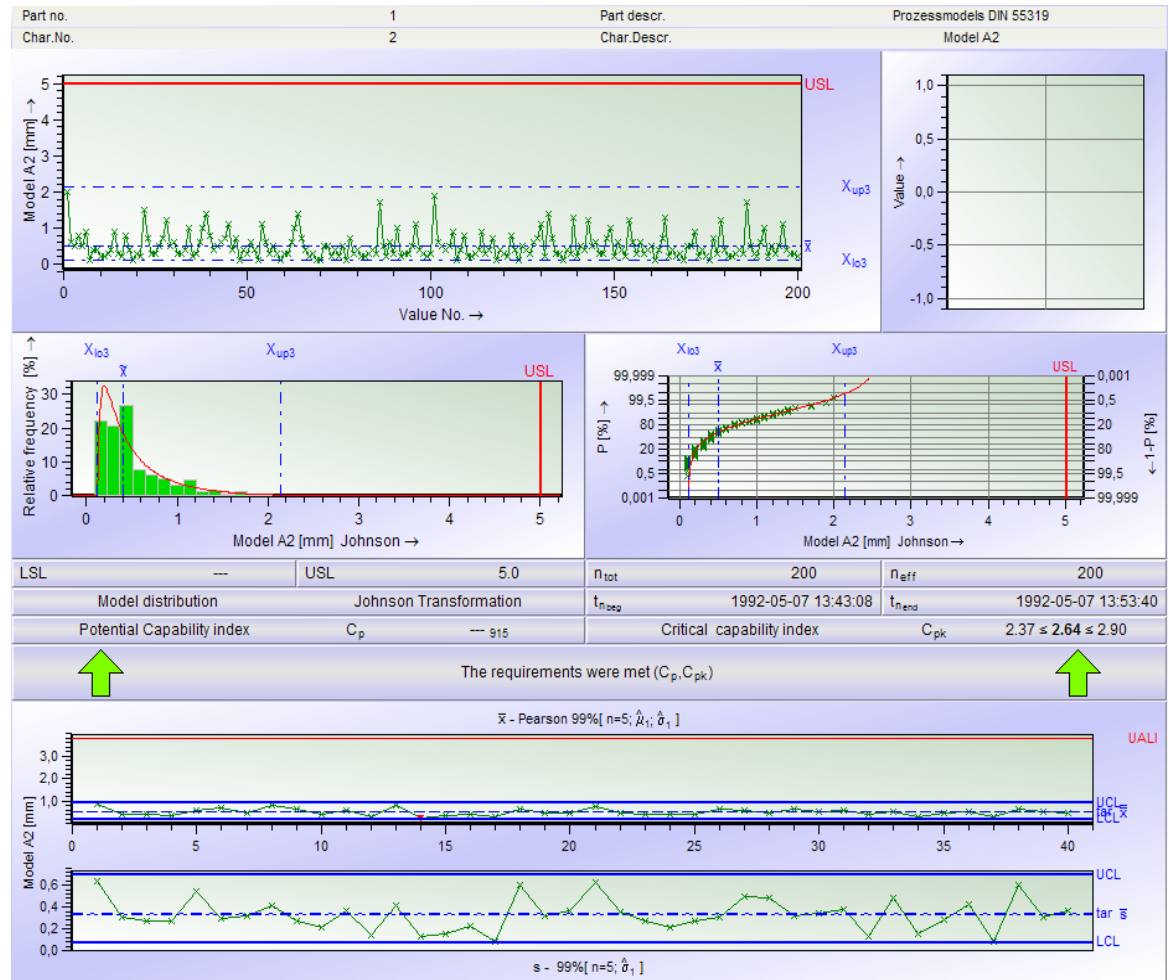 Part no. 1 Part descr. Prozessmodels DIN 55319
Char.No. 2 Char.Descr. Model A2
Model A2 [mm] →
5
4
3
2
1
0
USL
Xup3
x̄
Xlo3
0 50 100 150 200
Value No. →
Value →
1,0
0,5
0,0
-0,5
-1,0
Xlo3 x̃ Xup3 USL
Relative frequency [%] →
30
20
10
0
0 1 2 3 4 5
Model A2 [mm] Johnson →
Xlo3 x̄ Xup3 USL
P [%] →
99,999 0,001
99,5 0,5
80 20
20 80
0,5 99,5
0,001 99,999
← 1-P [%]
0 1 2 3 4 5
Model A2 [mm] Johnson →
LSL --- USL 5.0 ntot 200 neff 200
Model distribution Johnson Transformation tnbeg 1992-05-07 13:43:08 tnend 1992-05-07 13:53:40
Potential Capability index Cp --- 915 Critical capability index Cpk 2.37 ≤ 2.64 ≤ 2.90
The requirements were met (Cp,Cpk)
x̄ - Pearson 99%[ n=5; μ̂1; σ̂1 ]
Model A2 [mm]
3,0
2,0
1,0
UALI
UCL
tar x̿
LCL
0 5 10 15 20 25 30 35 40
0,6
0,4
0,2
0,0
UCL
tar s̄
LCL
s - 99%[ n=5; σ̂1 ]